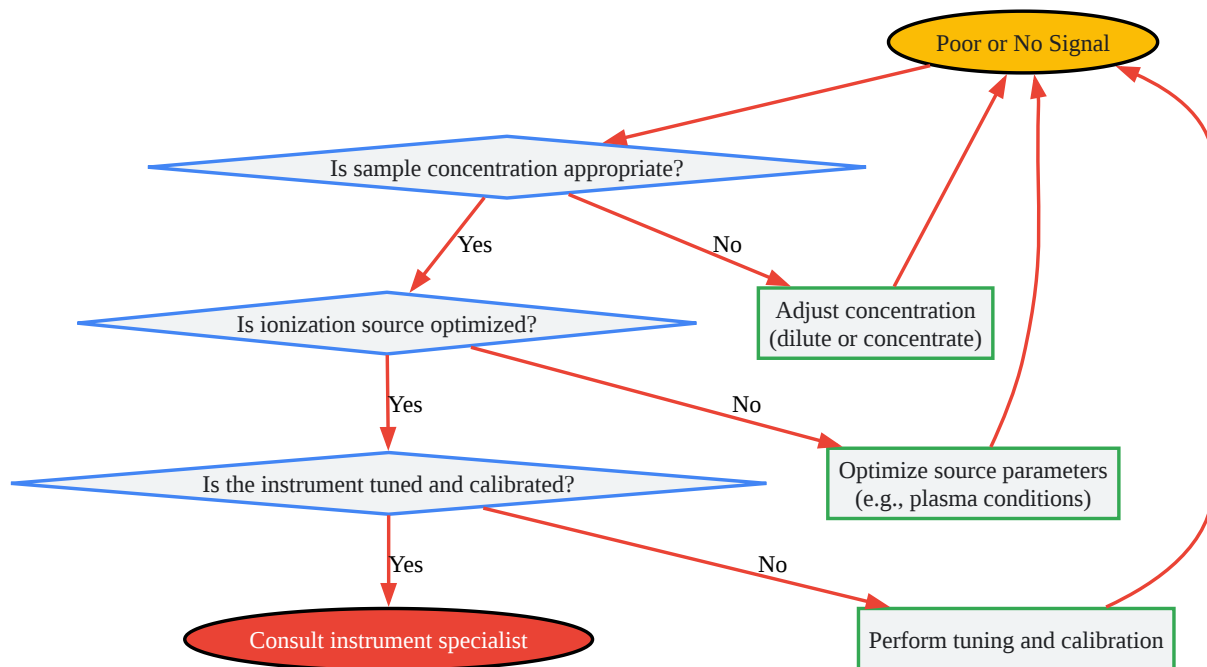 Poor or No Signal
Is sample concentration appropriate?
Yes
No
Adjust concentration
(dilute or concentrate)
Is ionization source optimized?
Yes
No
Optimize source parameters
(e.g., plasma conditions)
Is the instrument tuned and calibrated?
Yes
No
Consult instrument specialist
Perform tuning and calibration